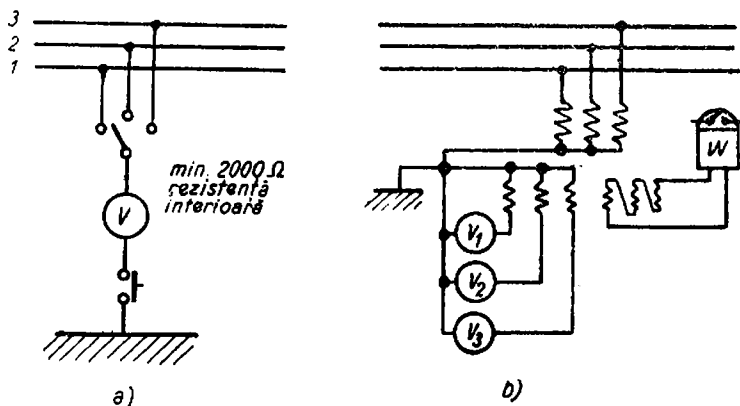 3
2
1
min. 2000 Ω
rezistență
interioară
V
W
V1
V2
V3
a)
b)